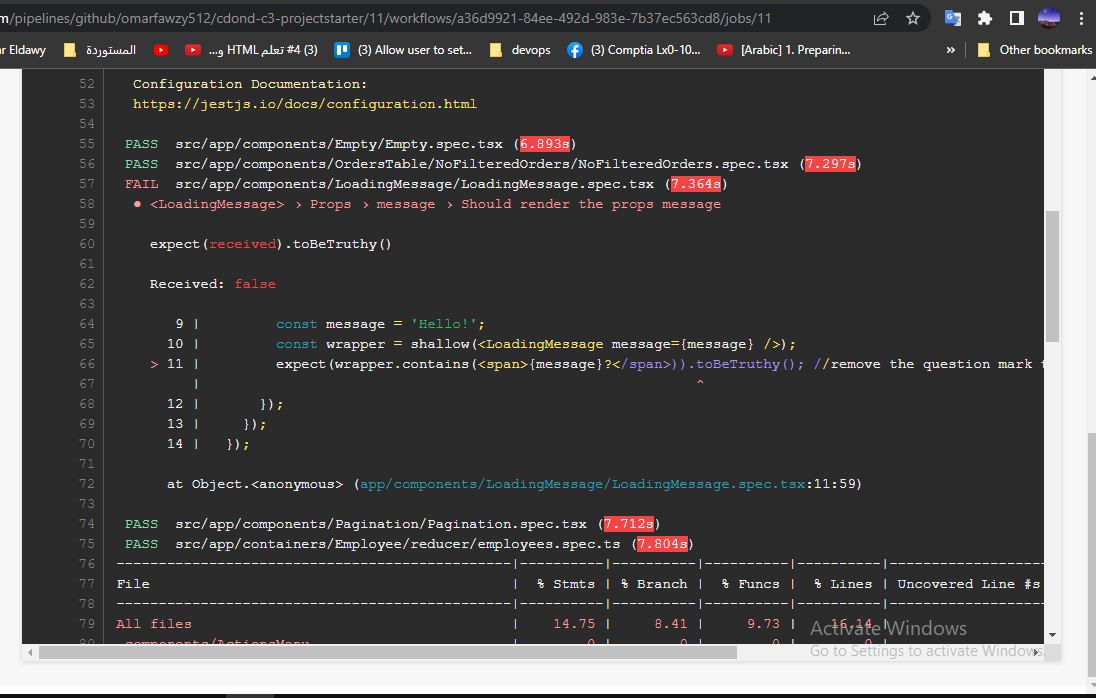 m/pipelines/github/omarfawzy512/cdond-c3-projectstarter/11/workflows/a36d9921-84ee-492d-983e-7b37ec563cd8/jobs/11
r Eldawy المستوردة و... HTML تعلم #4 (3) (3) Allow user to set... devops (3) Comptia Lx0-10... [Arabic] 1. Preparin... » Other bookmarks
52 Configuration Documentation:
53 https://jestjs.io/docs/configuration.html
54
55 PASS src/app/components/Empty/Empty.spec.tsx (6.893s)
56 PASS src/app/components/OrdersTable/NoFilteredOrders/NoFilteredOrders.spec.tsx (7.297s)
57 FAIL src/app/components/LoadingMessage/LoadingMessage.spec.tsx (7.364s)
58 ● <LoadingMessage> › Props › message › Should render the props message
59
60 expect(received).toBeTruthy()
61
62 Received: false
63
64 9 | const message = 'Hello!';
65 10 | const wrapper = shallow(<LoadingMessage message={message} />);
66 > 11 | expect(wrapper.contains(<span>{message}?</span>)).toBeTruthy(); //remove the question mark
67 | ^
68 12 | });
69 13 | });
70 14 | });
71
72 at Object.<anonymous> (app/components/LoadingMessage/LoadingMessage.spec.tsx:11:59)
73
74 PASS src/app/components/Pagination/Pagination.spec.tsx (7.712s)
75 PASS src/app/containers/Employee/reducer/employees.spec.ts (7.804s)
76 -----------------------------------------------|----------|----------|----------|----------|-------------------
77 File | % Stmts | % Branch | % Funcs | % Lines | Uncovered Line #s
78 -----------------------------------------------|----------|----------|----------|----------|-------------------
79 All files | 14.75 | 8.41 | 9.73 | 16.14 |
80 components/ActionsMenu | 0 | 0 | 0 | 0 |
Activate Windows
Go to Settings to activate Windows.